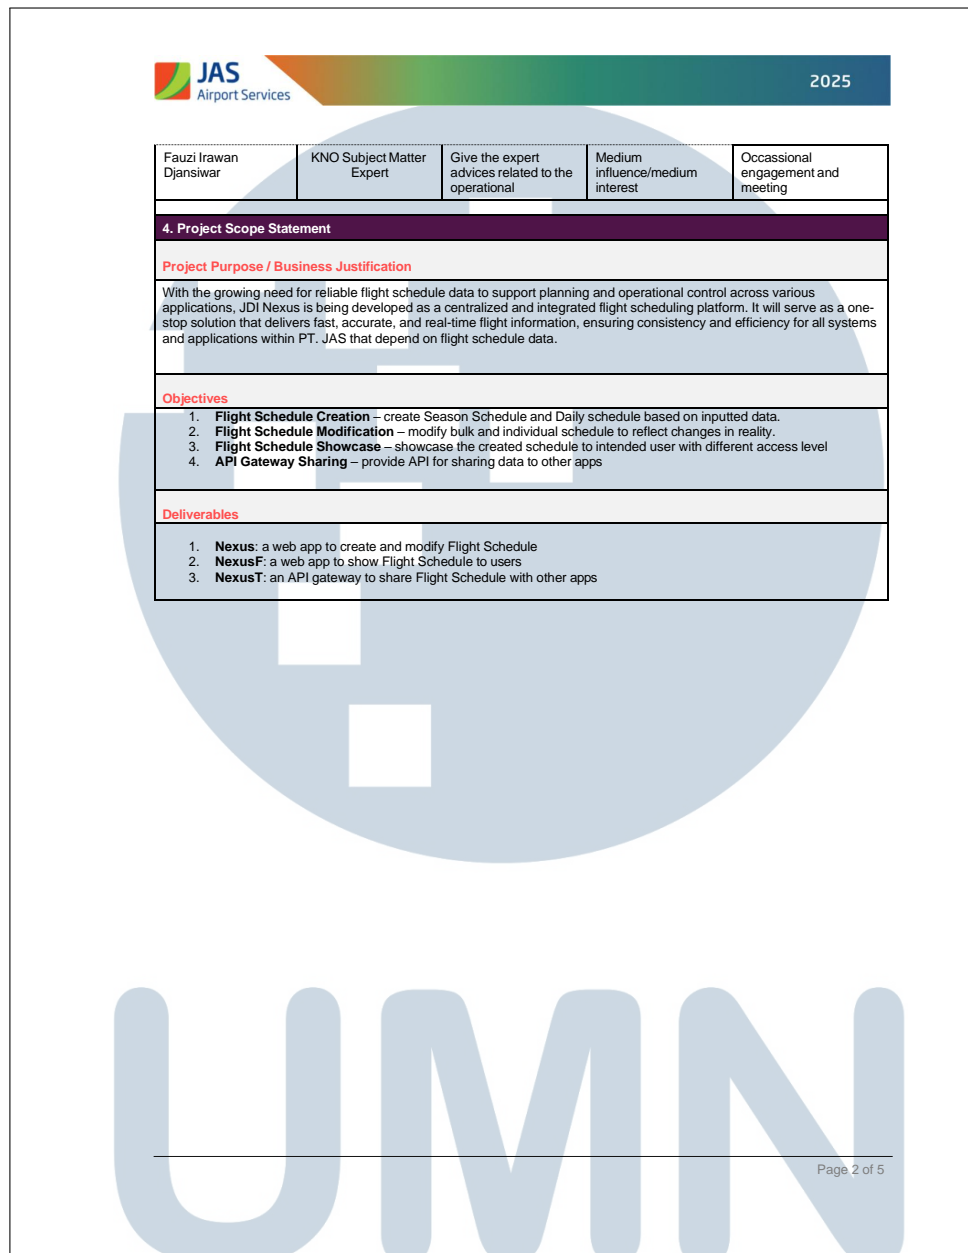 JAS
Airport Services
2025
Fauzi Irawan
Djansiwar
KNO Subject Matter
Expert
Give the expert
advices related to the
operational
Medium
influence/medium
interest
Occassional
engagement and
meeting
4. Project Scope Statement
Project Purpose / Business Justification
With the growing need for reliable flight schedule data to support planning and operational control across various
applications, JDI Nexus is being developed as a centralized and integrated flight scheduling platform. It will serve as a one-
stop solution that delivers fast, accurate, and real-time flight information, ensuring consistency and efficiency for all systems
and applications within PT. JAS that depend on flight schedule data.
Objectives
1. Flight Schedule Creation – create Season Schedule and Daily schedule based on inputted data.
2. Flight Schedule Modification – modify bulk and individual schedule to reflect changes in reality.
3. Flight Schedule Showcase – showcase the created schedule to intended user with different access level
4. API Gateway Sharing – provide API for sharing data to other apps
Deliverables
1. Nexus: a web app to create and modify Flight Schedule
2. NexusF: a web app to show Flight Schedule to users
3. NexusT: an API gateway to share Flight Schedule with other apps
UMN
Page 2 of 5